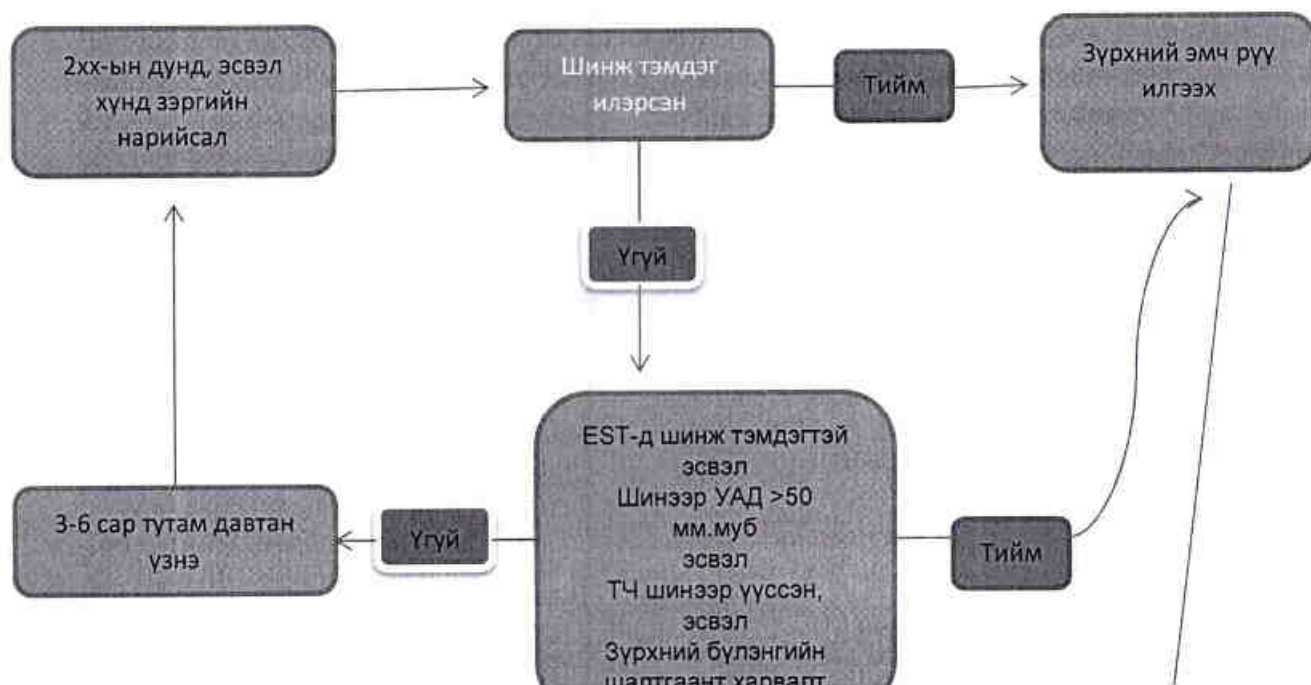 2хх-ын дунд, эсвэл
хүнд зэргийн
нарийсал
Шинж тэмдэг
илэрсэн
Тийм
Зүрхний эмч рүү
илгээх
Үгүй
EST-д шинж тэмдэгтэй
эсвэл
Шинээр УАД >50
мм.муб
эсвэл
ТЧ шинээр үүссэн,
эсвэл
Зүрхний бүлэнгийн
шалтгаант харвалт
Үгүй
3-6 сар тутам давтан
үзнэ
Тийм